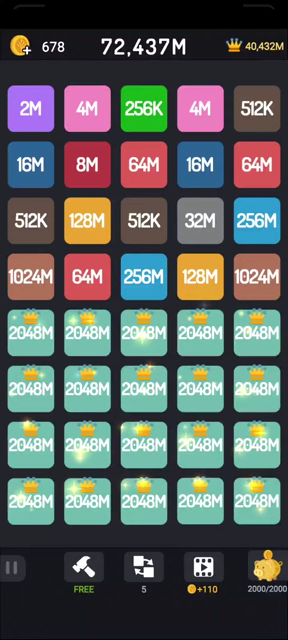 678 72,437M 40,432M
2M 4M 256K 4M 512K
16M 8M 64M 16M 64M
512K 128M 512K 32M 256M
1024M 64M 256M 128M 1024M
2048M 2048M 2048M 2048M 2048M
2048M 2048M 2048M 2048M 2048M
2048M 2048M 2048M 2048M 2048M
2048M 2048M 2048M 2048M 2048M
FREE 5 +110 2000/2000